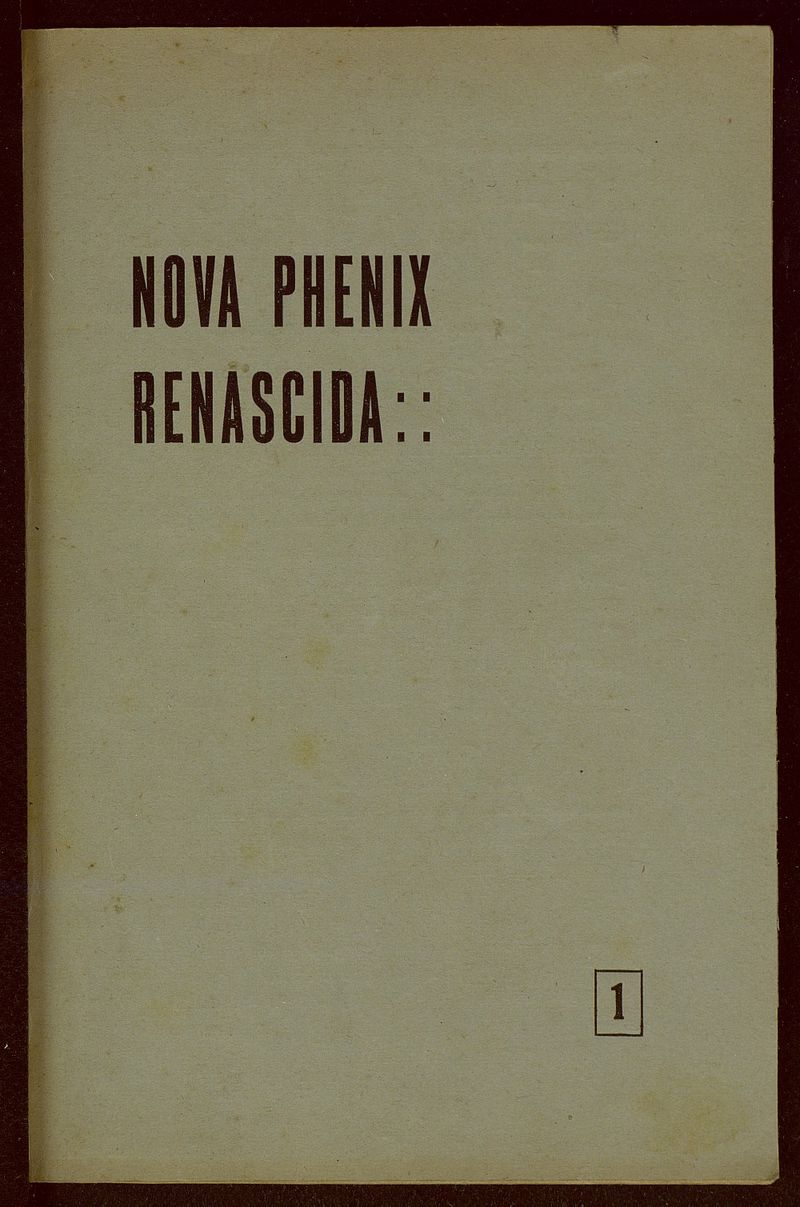 NOVA PHENIX
RENASCIDA::
1